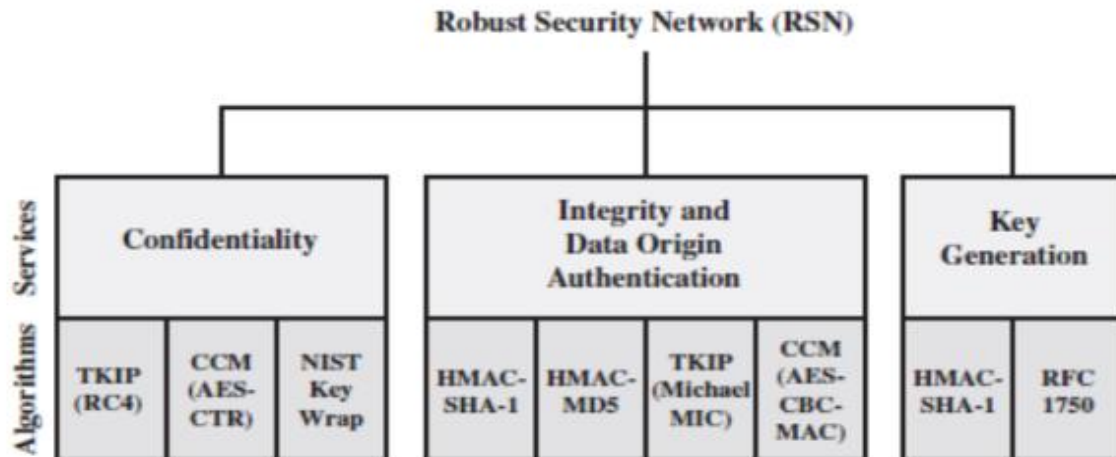 Robust Security Network (RSN)
Services
Confidentiality
Integrity and
Data Origin
Authentication
Key
Generation
Algorithms
TKIP
(RC4)
CCM
(AES-
CTR)
NIST
Key
Wrap
HMAC-
SHA-1
HMAC-
MD5
TKIP
(Michael
MIC)
CCM
(AES-
CBC-
MAC)
HMAC-
SHA-1
RFC
1750